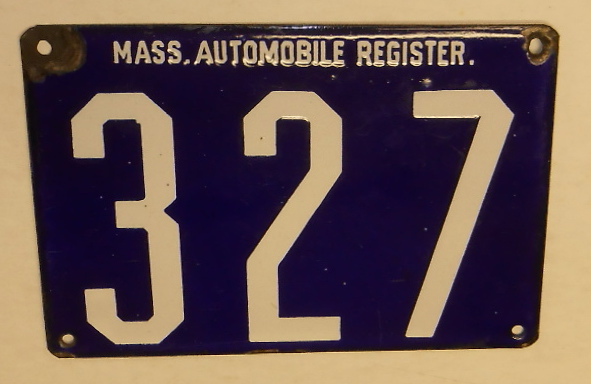 MASS. AUTOMOBILE REGISTER.
327